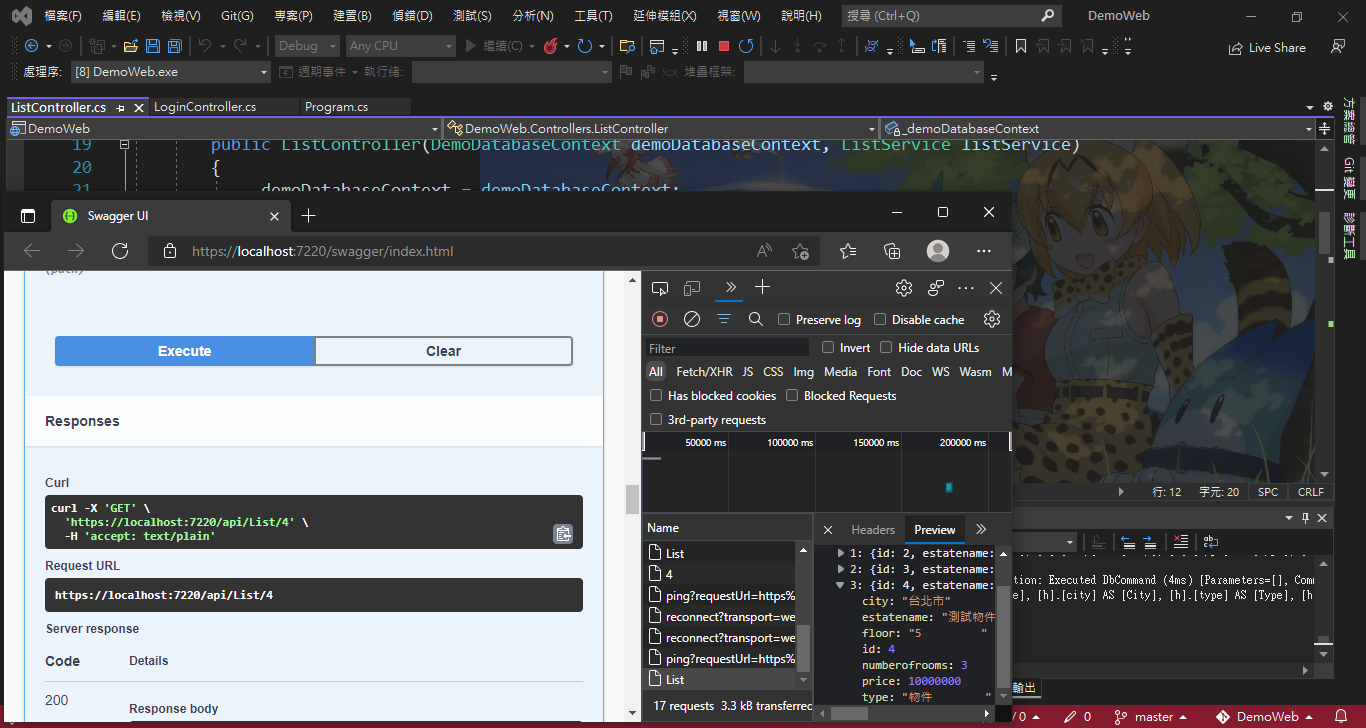 檔案(F) 編輯(E) 檢視(V) Git(G) 專案(P) 建置(B) 偵錯(D) 測試(S) 分析(N) 工具(T) 延伸模組(X) 視窗(W) 說明(H) 搜尋 (Ctrl+Q) DemoWeb
Debug Any CPU 繼續(C) Live Share
處理序: [8] DemoWeb.exe 週期事件 執行緒: 堆疊框架:
ListController.cs LoginController.cs Program.cs
DemoWeb DemoWeb.Controllers.ListController _demoDatabaseContext
19 public ListController(DemoDatabaseContext demoDatabaseContext, ListService listService)
20 {
21 demoDatabaseContext = demoDatabaseContext;
方案總管
Git 變更
診斷工具
Swagger UI
https://localhost:7220/swagger/index.html
(path)
Execute Clear
Responses
Curl
curl -X 'GET' \
'https://localhost:7220/api/List/4' \
-H 'accept: text/plain'
Request URL
https://localhost:7220/api/List/4
Server response
Code Details
200
Response body
Preserve log Disable cache
Filter Invert Hide data URLs
All Fetch/XHR JS CSS Img Media Font Doc WS Wasm M
Has blocked cookies Blocked Requests
3rd-party requests
50000 ms 100000 ms 150000 ms 200000 ms
Name
List
4
ping?requestUrl=https%
reconnect?transport=we
reconnect?transport=we
ping?requestUrl=https%
List
17 requests 3.3 kB transferred
Headers Preview
1: {id: 2, estatename:
2: {id: 3, estatename:
3: {id: 4, estatename:
city: "台北市"
estatename: "測試物件
floor: "5 "
id: 4
numberofrooms: 3
price: 10000000
type: "物件 "
行: 12 字元: 20 SPC CRLF
tion: Executed DbCommand (4ms) [Parameters=[], Com
e], [h].[city] AS [City], [h].[type] AS [Type], [h
輸出
/ 0 0 master DemoWeb